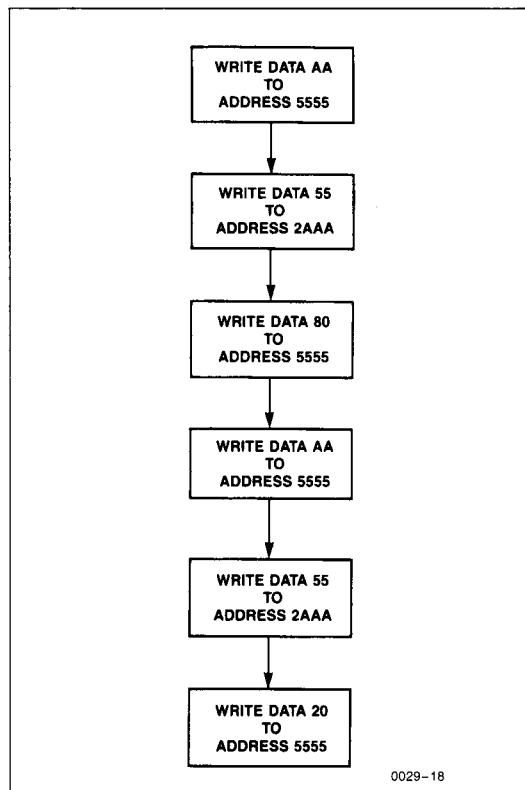 WRITE DATA AA
TO
ADDRESS 5555
WRITE DATA 55
TO
ADDRESS 2AAA
WRITE DATA 80
TO
ADDRESS 5555
WRITE DATA AA
TO
ADDRESS 5555
WRITE DATA 55
TO
ADDRESS 2AAA
WRITE DATA 20
TO
ADDRESS 5555
0029-18